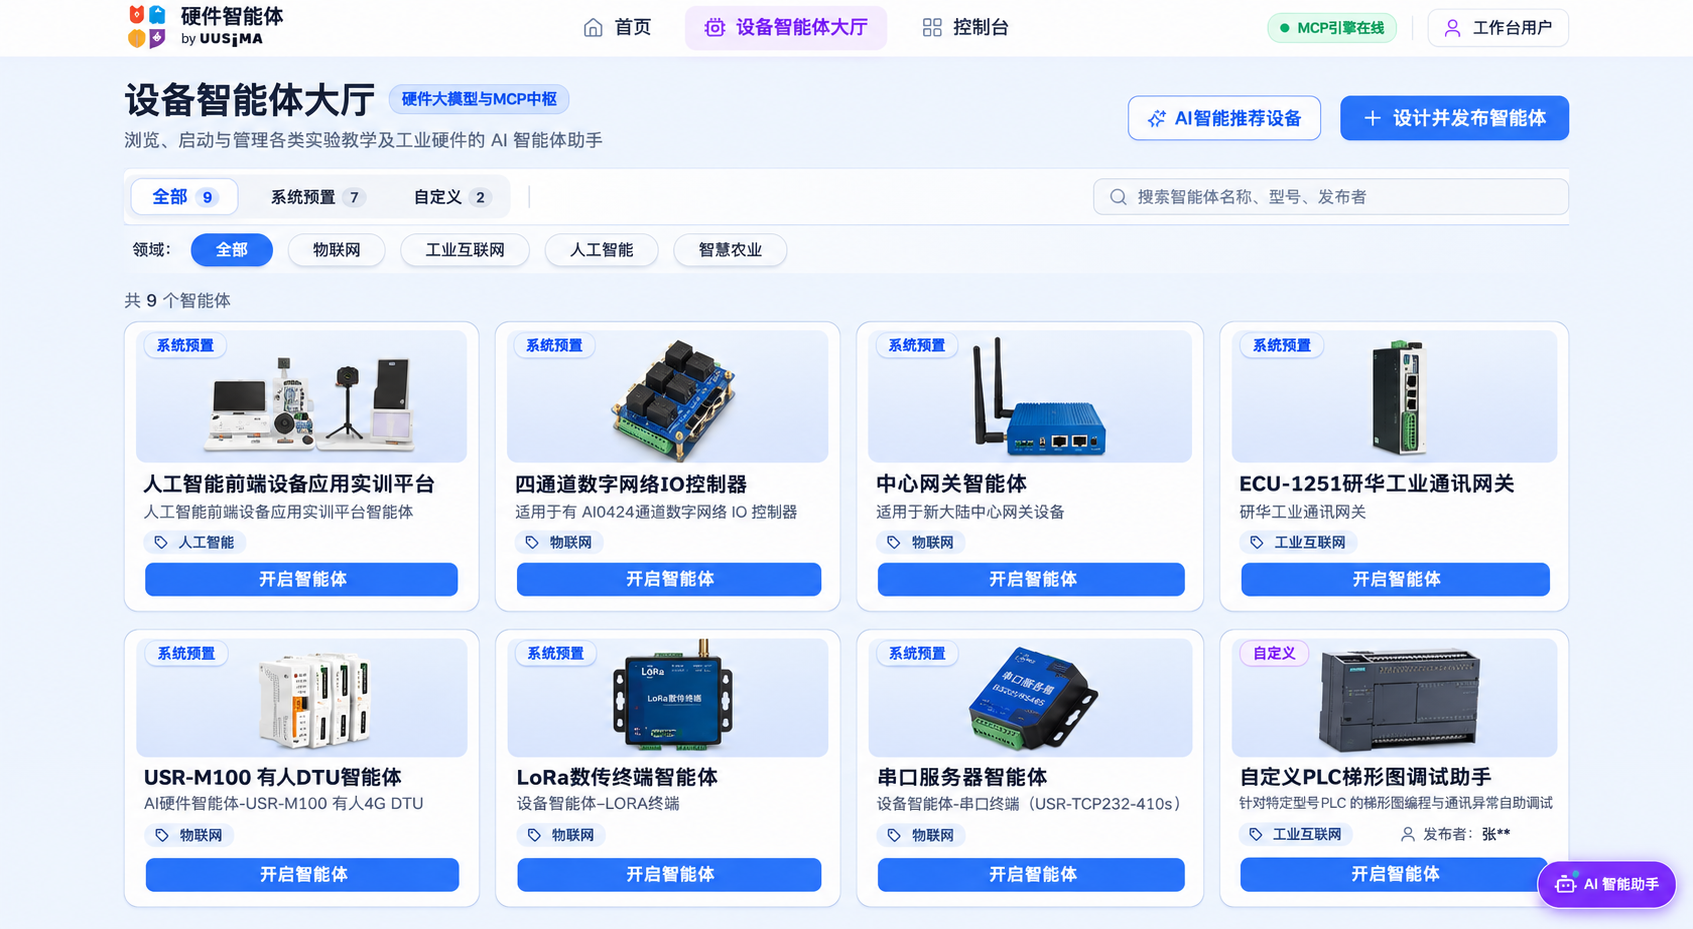 硬件智能体
by UUSiMA
首页
设备智能体大厅
控制台
MCP引擎在线
工作台用户
设备智能体大厅
硬件大模型与MCP中枢
浏览、启动与管理各类实验教学及工业硬件的 AI 智能体助手
AI智能推荐设备
设计并发布智能体
全部 9
系统预置 7
自定义 2
搜索智能体名称、型号、发布者
领域：
全部
物联网
工业互联网
人工智能
智慧农业
共 9 个智能体
系统预置
人工智能前端设备应用实训平台
人工智能前端设备应用实训平台智能体
人工智能
开启智能体
系统预置
四通道数字网络IO控制器
适用于有 AI0424通道数字网络 IO 控制器
物联网
开启智能体
系统预置
中心网关智能体
适用于新大陆中心网关设备
物联网
开启智能体
系统预置
ECU-1251研华工业通讯网关
研华工业通讯网关
工业互联网
开启智能体
系统预置
USR-M100 有人DTU智能体
AI硬件智能体-USR-M100 有人4G DTU
物联网
开启智能体
系统预置
LoRa
LoRa数传终端
LoRa数传终端智能体
设备智能体–LORA终端
物联网
开启智能体
系统预置
串口服务器
串口服务器智能体
设备智能体-串口终端（USR-TCP232-410s）
物联网
开启智能体
自定义
自定义PLC梯形图调试助手
针对特定型号PLC 的梯形图编程与通讯异常自助调试
工业互联网
发布者：张**
开启智能体
AI 智能助手